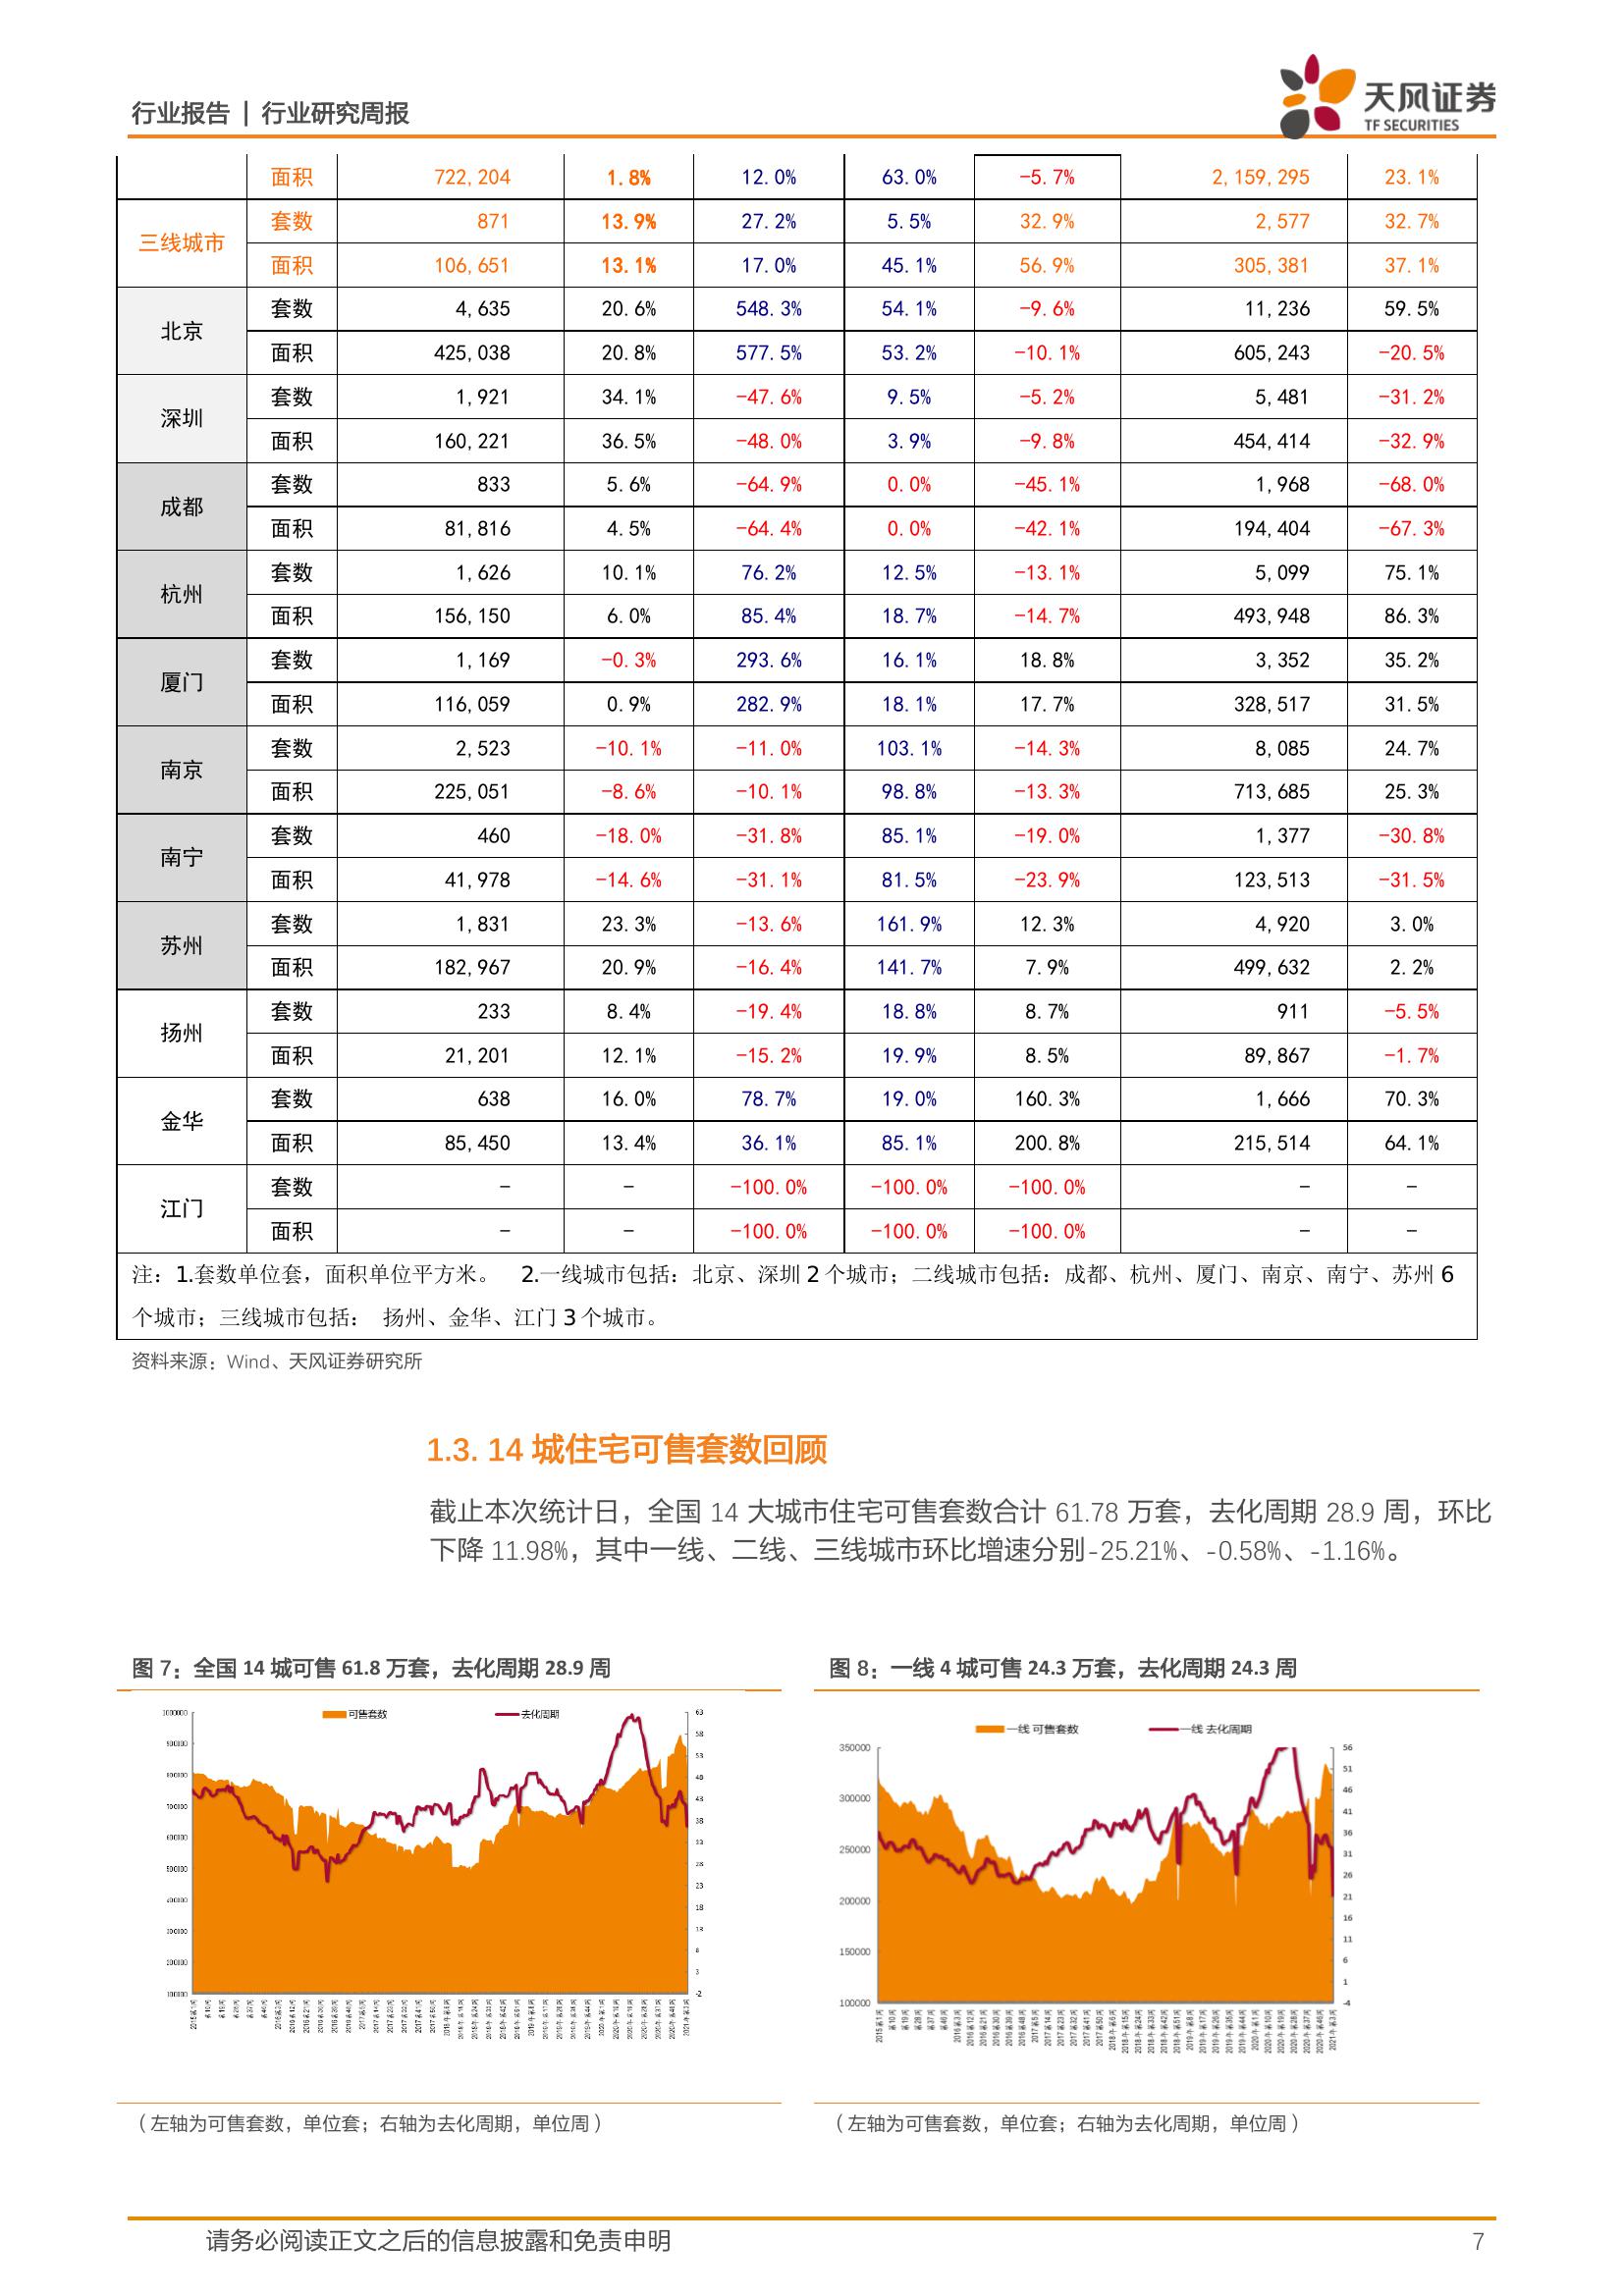 行业报告 | 行业研究周报
天风证券
TF SECURITIES
面积 722,204 1.8% 12.0% 63.0% -5.7% 2,159,295 23.1%
三线城市 套数 871 13.9% 27.2% 5.5% 32.9% 2,577 32.7%
面积 106,651 13.1% 17.0% 45.1% 56.9% 305,381 37.1%
北京 套数 4,635 20.6% 548.3% 54.1% -9.6% 11,236 59.5%
面积 425,038 20.8% 577.5% 53.2% -10.1% 605,243 -20.5%
深圳 套数 1,921 34.1% -47.6% 9.5% -5.2% 5,481 -31.2%
面积 160,221 36.5% -48.0% 3.9% -9.8% 454,414 -32.9%
成都 套数 833 5.6% -64.9% 0.0% -45.1% 1,968 -68.0%
面积 81,816 4.5% -64.4% 0.0% -42.1% 194,404 -67.3%
杭州 套数 1,626 10.1% 76.2% 12.5% -13.1% 5,099 75.1%
面积 156,150 6.0% 85.4% 18.7% -14.7% 493,948 86.3%
厦门 套数 1,169 -0.3% 293.6% 16.1% 18.8% 3,352 35.2%
面积 116,059 0.9% 282.9% 18.1% 17.7% 328,517 31.5%
南京 套数 2,523 -10.1% -11.0% 103.1% -14.3% 8,085 24.7%
面积 225,051 -8.6% -10.1% 98.8% -13.3% 713,685 25.3%
南宁 套数 460 -18.0% -31.8% 85.1% -19.0% 1,377 -30.8%
面积 41,978 -14.6% -31.1% 81.5% -23.9% 123,513 -31.5%
苏州 套数 1,831 23.3% -13.6% 161.9% 12.3% 4,920 3.0%
面积 182,967 20.9% -16.4% 141.7% 7.9% 499,632 2.2%
扬州 套数 233 8.4% -19.4% 18.8% 8.7% 911 -5.5%
面积 21,201 12.1% -15.2% 19.9% 8.5% 89,867 -1.7%
金华 套数 638 16.0% 78.7% 19.0% 160.3% 1,666 70.3%
面积 85,450 13.4% 36.1% 85.1% 200.8% 215,514 64.1%
江门 套数 - - -100.0% -100.0% -100.0% - -
面积 - - -100.0% -100.0% -100.0% - -
注：1.套数单位套，面积单位平方米。 2.一线城市包括：北京、深圳 2 个城市；二线城市包括：成都、杭州、厦门、南京、南宁、苏州 6
个城市；三线城市包括： 扬州、金华、江门 3 个城市。
资料来源：Wind、天风证券研究所
1.3. 14 城住宅可售套数回顾
截止本次统计日，全国 14 大城市住宅可售套数合计 61.78 万套，去化周期 28.9 周，环比
下降 11.98%，其中一线、二线、三线城市环比增速分别-25.21%、-0.58%、-1.16%。
图 7：全国 14 城可售 61.8 万套，去化周期 28.9 周
可售套数 去化周期
图 8：一线 4 城可售 24.3 万套，去化周期 24.3 周
一线 可售套数 一线 去化周期
350000
300000
250000
200000
150000
100000
56
51
46
41
36
31
26
21
16
11
6
1
-4
（左轴为可售套数，单位套；右轴为去化周期，单位周）
（左轴为可售套数，单位套；右轴为去化周期，单位周）
请务必阅读正文之后的信息披露和免责申明 7